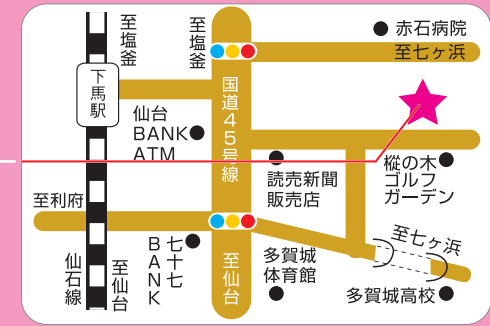 至塩釜
至塩釜
赤石病院
至七ヶ浜
下馬駅
国道45号線
仙台
BANK
ATM
読売新聞
販売店
樅の木
ゴルフ
ガーデン
至利府
七十七
BANK
至仙台
多賀城
体育館
至七ヶ浜
仙石線
至仙台
多賀城高校